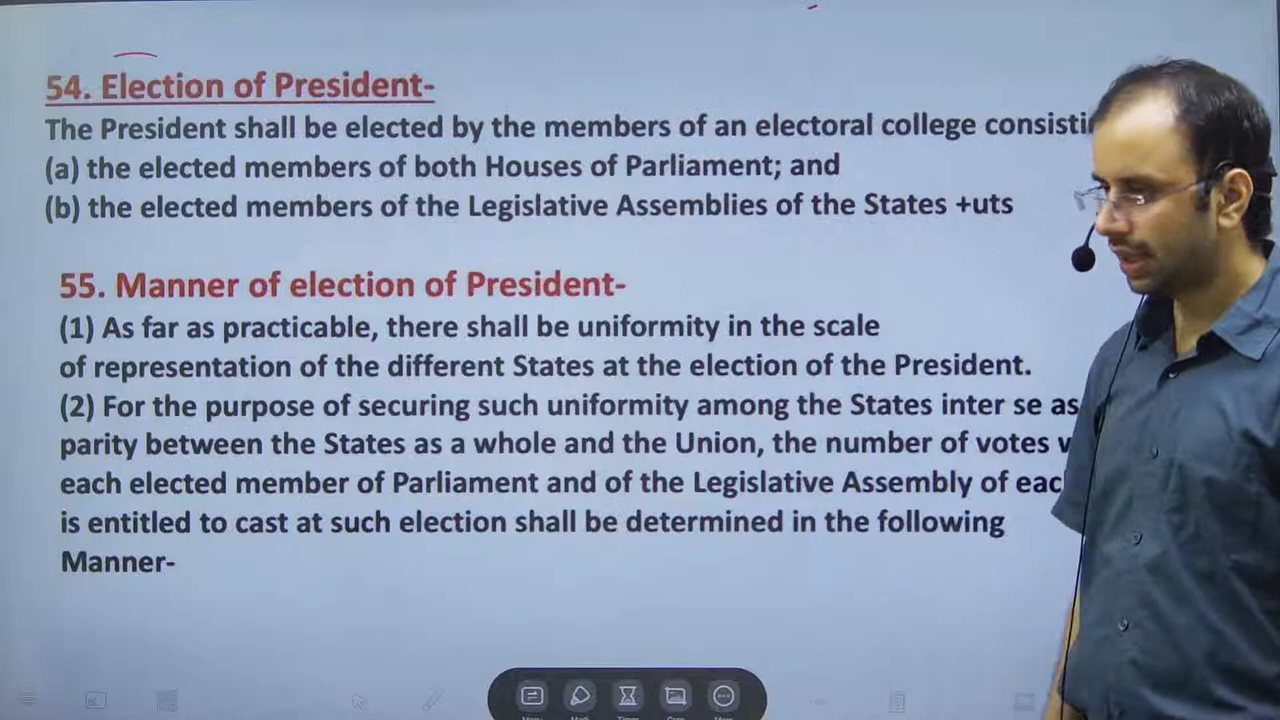 54. Election of President-
The President shall be elected by the members of an electoral college
(a) the elected members of both Houses of Parliament; and
(b) the elected members of the Legislative Assemblies of the States +uts
55. Manner of election of President-
(1) As far as practicable, there shall be uniformity in the scale
of representation of the different States at the election of the President.
(2) For the purpose of securing such uniformity among the States inter se as
parity between the States as a whole and the Union, the number of votes
each elected member of Parliament and of the Legislative Assembly of
is entitled to cast at such election shall be determined in the following
Manner-